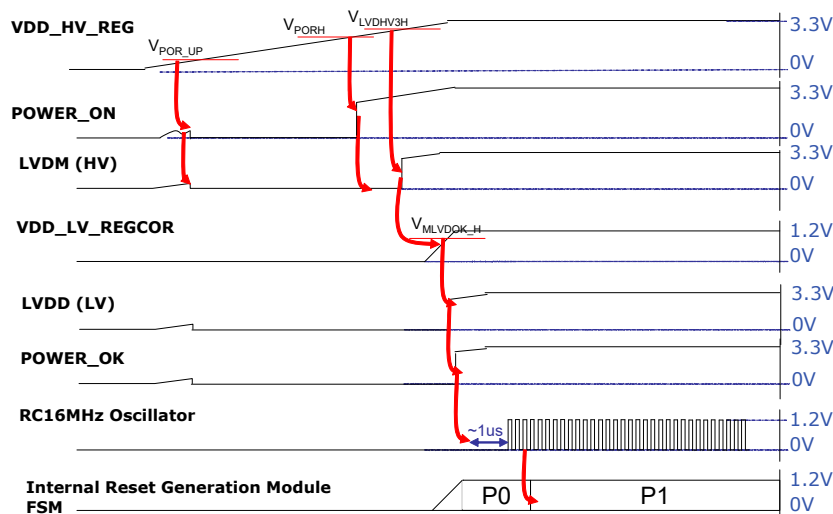 VDD_HV_REG
V_POR_UP
V_PORH
V_LVDHV3H
3.3V
0V
POWER_ON
3.3V
0V
LVDM (HV)
3.3V
0V
VDD_LV_REGCOR
V_MLVDOK_H
1.2V
0V
LVDD (LV)
3.3V
0V
POWER_OK
3.3V
0V
RC16MHz Oscillator
~1us
1.2V
0V
Internal Reset Generation Module
FSM
P0
P1
1.2V
0V